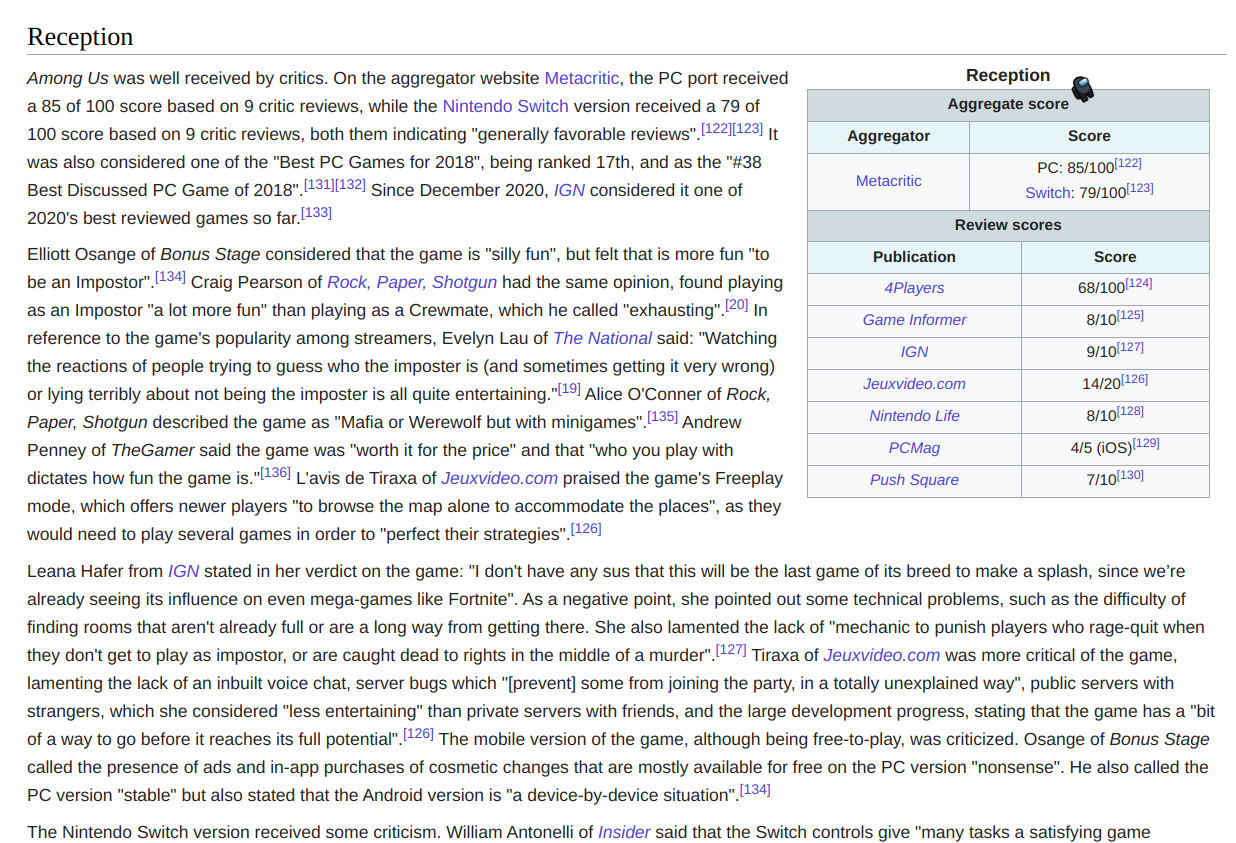 Reception
Among Us was well received by critics. On the aggregator website Metacritic, the PC port received
a 85 of 100 score based on 9 critic reviews, while the Nintendo Switch version received a 79 of
100 score based on 9 critic reviews, both them indicating "generally favorable reviews".[122][123] It
was also considered one of the "Best PC Games for 2018", being ranked 17th, and as the "#38
Best Discussed PC Game of 2018".[131][132] Since December 2020, IGN considered it one of
2020's best reviewed games so far.[133]
Elliott Osange of Bonus Stage considered that the game is "silly fun", but felt that is more fun "to
be an Impostor".[134] Craig Pearson of Rock, Paper, Shotgun had the same opinion, found playing
as an Impostor "a lot more fun" than playing as a Crewmate, which he called "exhausting".[20] In
reference to the game's popularity among streamers, Evelyn Lau of The National said: "Watching
the reactions of people trying to guess who the imposter is (and sometimes getting it very wrong)
or lying terribly about not being the imposter is all quite entertaining."[19] Alice O'Conner of Rock,
Paper, Shotgun described the game as "Mafia or Werewolf but with minigames".[135] Andrew
Penney of TheGamer said the game was "worth it for the price" and that "who you play with
dictates how fun the game is."[136] L'avis de Tiraxa of Jeuxvideo.com praised the game's Freeplay
mode, which offers newer players "to browse the map alone to accommodate the places", as they
would need to play several games in order to "perfect their strategies".[126]
Reception
Aggregate score
Aggregator Score
Metacritic PC: 85/100[122]
Switch: 79/100[123]
Review scores
Publication Score
4Players 68/100[124]
Game Informer 8/10[125]
IGN 9/10[127]
Jeuxvideo.com 14/20[126]
Nintendo Life 8/10[128]
PCMag 4/5 (iOS)[129]
Push Square 7/10[130]
Leana Hafer from IGN stated in her verdict on the game: "I don't have any sus that this will be the last game of its breed to make a splash, since we’re
already seeing its influence on even mega-games like Fortnite". As a negative point, she pointed out some technical problems, such as the difficulty of
finding rooms that aren't already full or are a long way from getting there. She also lamented the lack of "mechanic to punish players who rage-quit when
they don't get to play as impostor, or are caught dead to rights in the middle of a murder".[127] Tiraxa of Jeuxvideo.com was more critical of the game,
lamenting the lack of an inbuilt voice chat, server bugs which "[prevent] some from joining the party, in a totally unexplained way", public servers with
strangers, which she considered "less entertaining" than private servers with friends, and the large development progress, stating that the game has a "bit
of a way to go before it reaches its full potential".[126] The mobile version of the game, although being free-to-play, was criticized. Osange of Bonus Stage
called the presence of ads and in-app purchases of cosmetic changes that are mostly available for free on the PC version "nonsense". He also called the
PC version "stable" but also stated that the Android version is "a device-by-device situation".[134]
The Nintendo Switch version received some criticism. William Antonelli of Insider said that the Switch controls give "many tasks a satisfying game